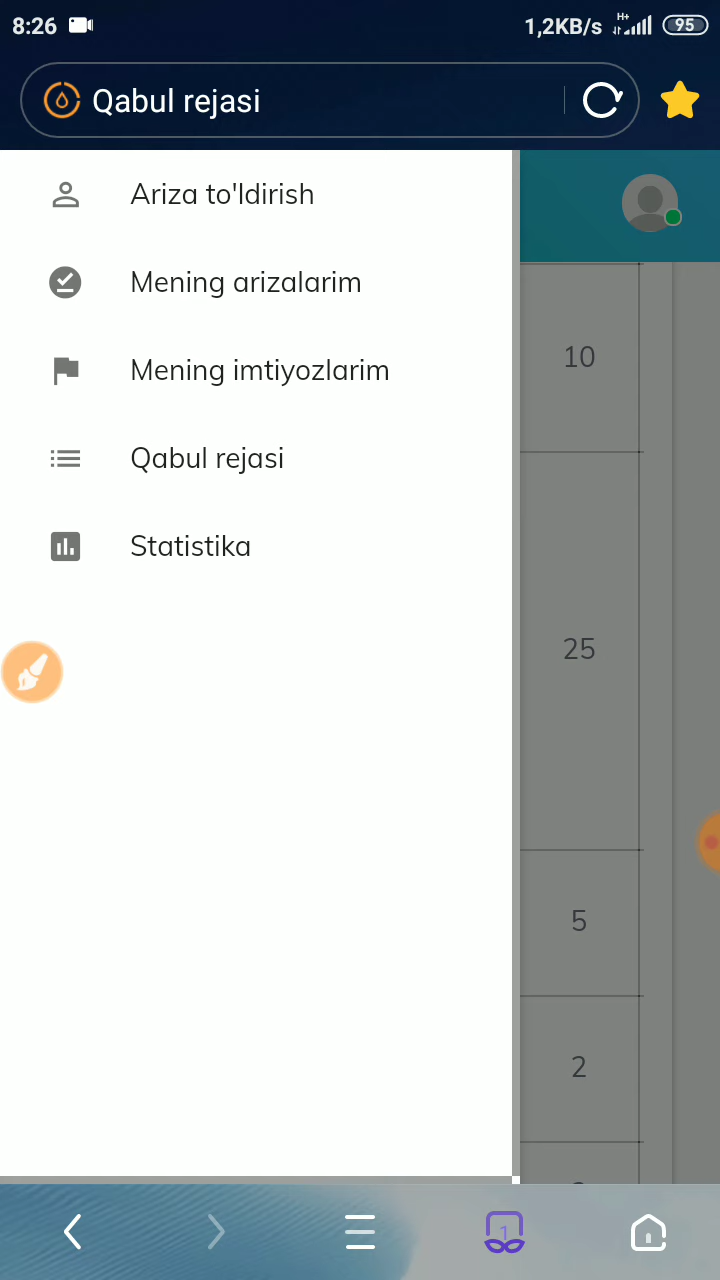 8:26
1,2KB/s
H+
95
Qabul rejasi
Ariza to'ldirish
Mening arizalarim
Mening imtiyozlarim
Qabul rejasi
Statistika
10
25
5
2
1